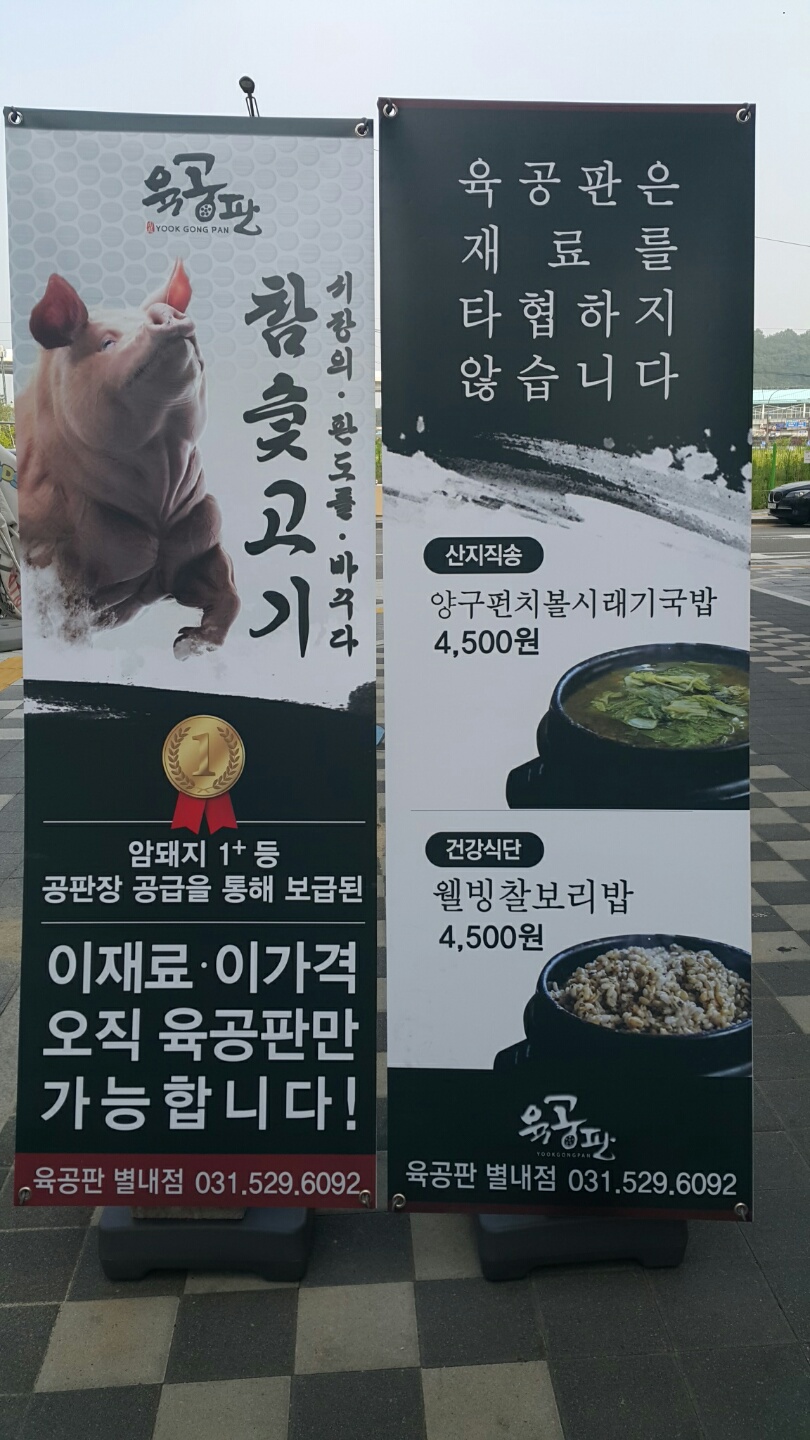 육공판
YOOK GONG PAN
참숯고기
시장의·판도를·바꾸다
1
암돼지 1+ 등
공판장 공급을 통해 보급된
이재료·이가격
오직 육공판만
가능합니다!
육공판 별내점 031.529.6092
육공판은
재료를
타협하지
않습니다
산지직송
양구펀치볼시래기국밥
4,500원
건강식단
웰빙찰보리밥
4,500원
육공판
YOOKGONGPAN
육공판 별내점 031.529.6092